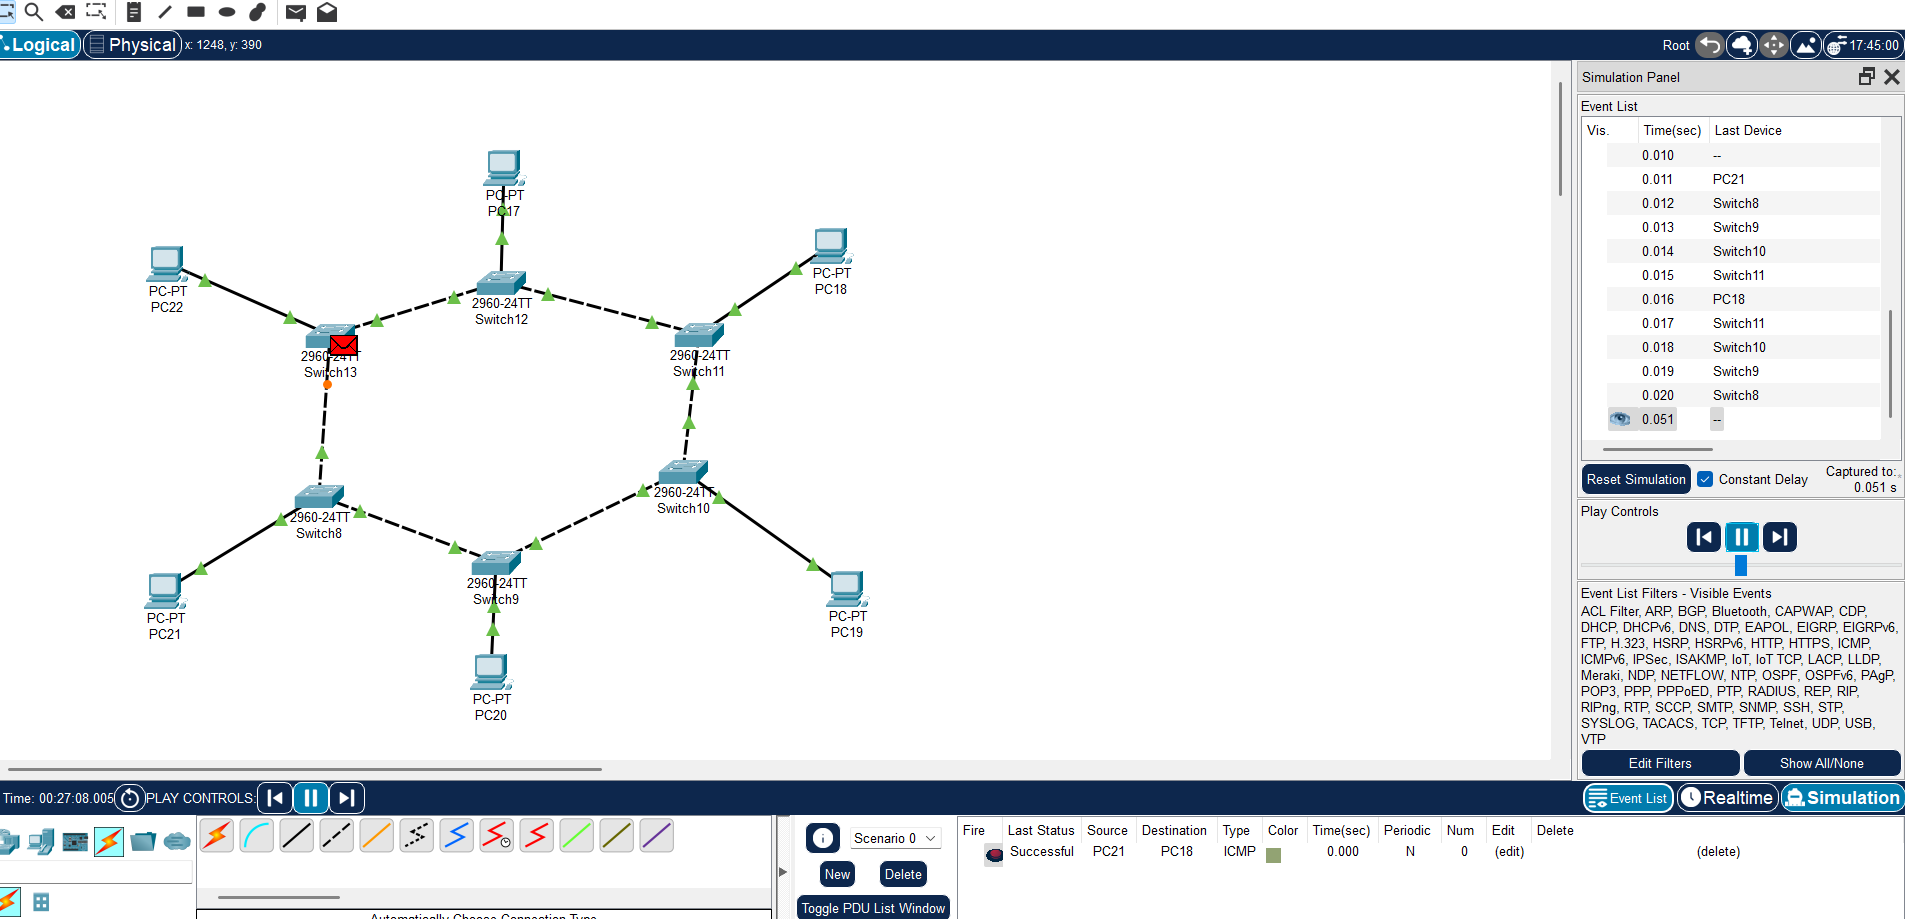 Logical
Physical
x: 1248, y: 390
Root
17:45:00
PC-PT
PC17
PC-PT
PC22
PC-PT
PC18
2960-24TT
Switch12
2960-24TT
Switch13
2960-24TT
Switch11
2960-24TT
Switch10
2960-24TT
Switch8
2960-24TT
Switch9
PC-PT
PC21
PC-PT
PC19
PC-PT
PC20
Simulation Panel
Event List
Vis. Time(sec) Last Device
0.010 --
0.011 PC21
0.012 Switch8
0.013 Switch9
0.014 Switch10
0.015 Switch11
0.016 PC18
0.017 Switch11
0.018 Switch10
0.019 Switch9
0.020 Switch8
0.051 --
Reset Simulation
Constant Delay
Captured to:
0.051 s
Play Controls
Event List Filters - Visible Events
ACL Filter, ARP, BGP, Bluetooth, CAPWAP, CDP,
DHCP, DHCPv6, DNS, DTP, EAPOL, EIGRP, EIGRPv6,
FTP, H.323, HSRP, HSRPv6, HTTP, HTTPS, ICMP,
ICMPv6, IPSec, ISAKMP, IoT, IoT TCP, LACP, LLDP,
Meraki, NDP, NETFLOW, NTP, OSPF, OSPFv6, PAgP,
POP3, PPP, PPPoED, PTP, RADIUS, REP, RIP,
RIPng, RTP, SCCP, SMTP, SNMP, SSH, STP,
SYSLOG, TACACS, TCP, TFTP, Telnet, UDP, USB,
VTP
Edit Filters
Show All/None
Time: 00:27:08.005
PLAY CONTROLS:
Event List
Realtime
Simulation
Scenario 0
New
Delete
Toggle PDU List Window
Fire Last Status Source Destination Type Color Time(sec) Periodic Num Edit Delete
Successful PC21 PC18 ICMP 0.000 N 0 (edit) (delete)
Automatically Choose Connection Type